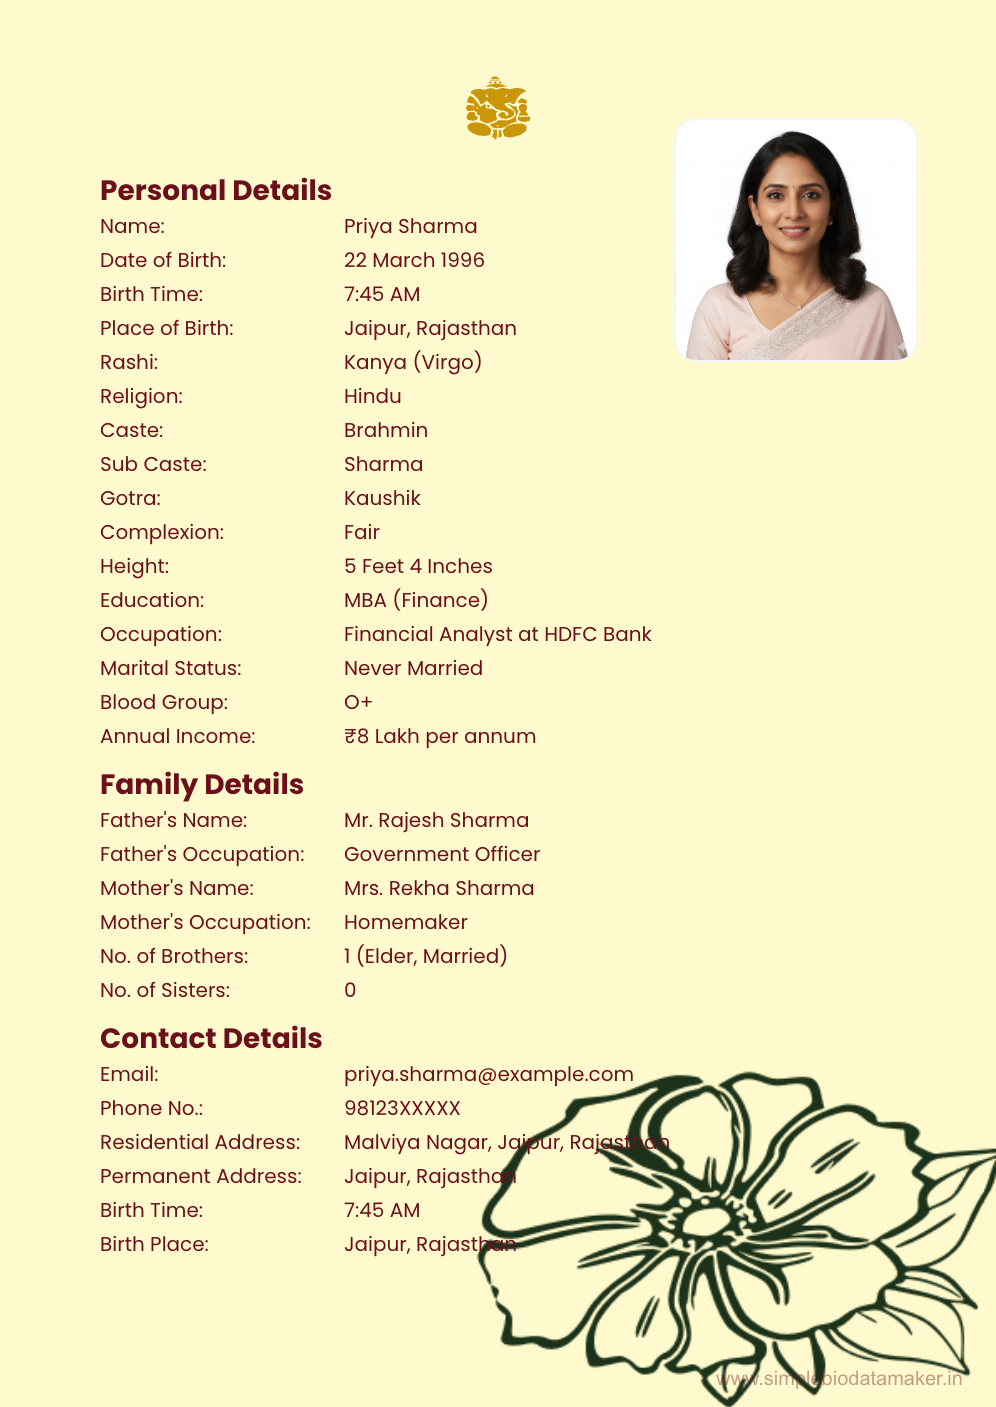 Personal Details
Name: Priya Sharma
Date of Birth: 22 March 1996
Birth Time: 7:45 AM
Place of Birth: Jaipur, Rajasthan
Rashi: Kanya (Virgo)
Religion: Hindu
Caste: Brahmin
Sub Caste: Sharma
Gotra: Kaushik
Complexion: Fair
Height: 5 Feet 4 Inches
Education: MBA (Finance)
Occupation: Financial Analyst at HDFC Bank
Marital Status: Never Married
Blood Group: O+
Annual Income: ₹8 Lakh per annum
Family Details
Father's Name: Mr. Rajesh Sharma
Father's Occupation: Government Officer
Mother's Name: Mrs. Rekha Sharma
Mother's Occupation: Homemaker
No. of Brothers: 1 (Elder, Married)
No. of Sisters: 0
Contact Details
Email: priya.sharma@example.com
Phone No.: 98123XXXXX
Residential Address: Malviya Nagar, Jaipur, Rajasthan
Permanent Address: Jaipur, Rajasthan
Birth Time: 7:45 AM
Birth Place: Jaipur, Rajasthan
www.simplebiodatamaker.in